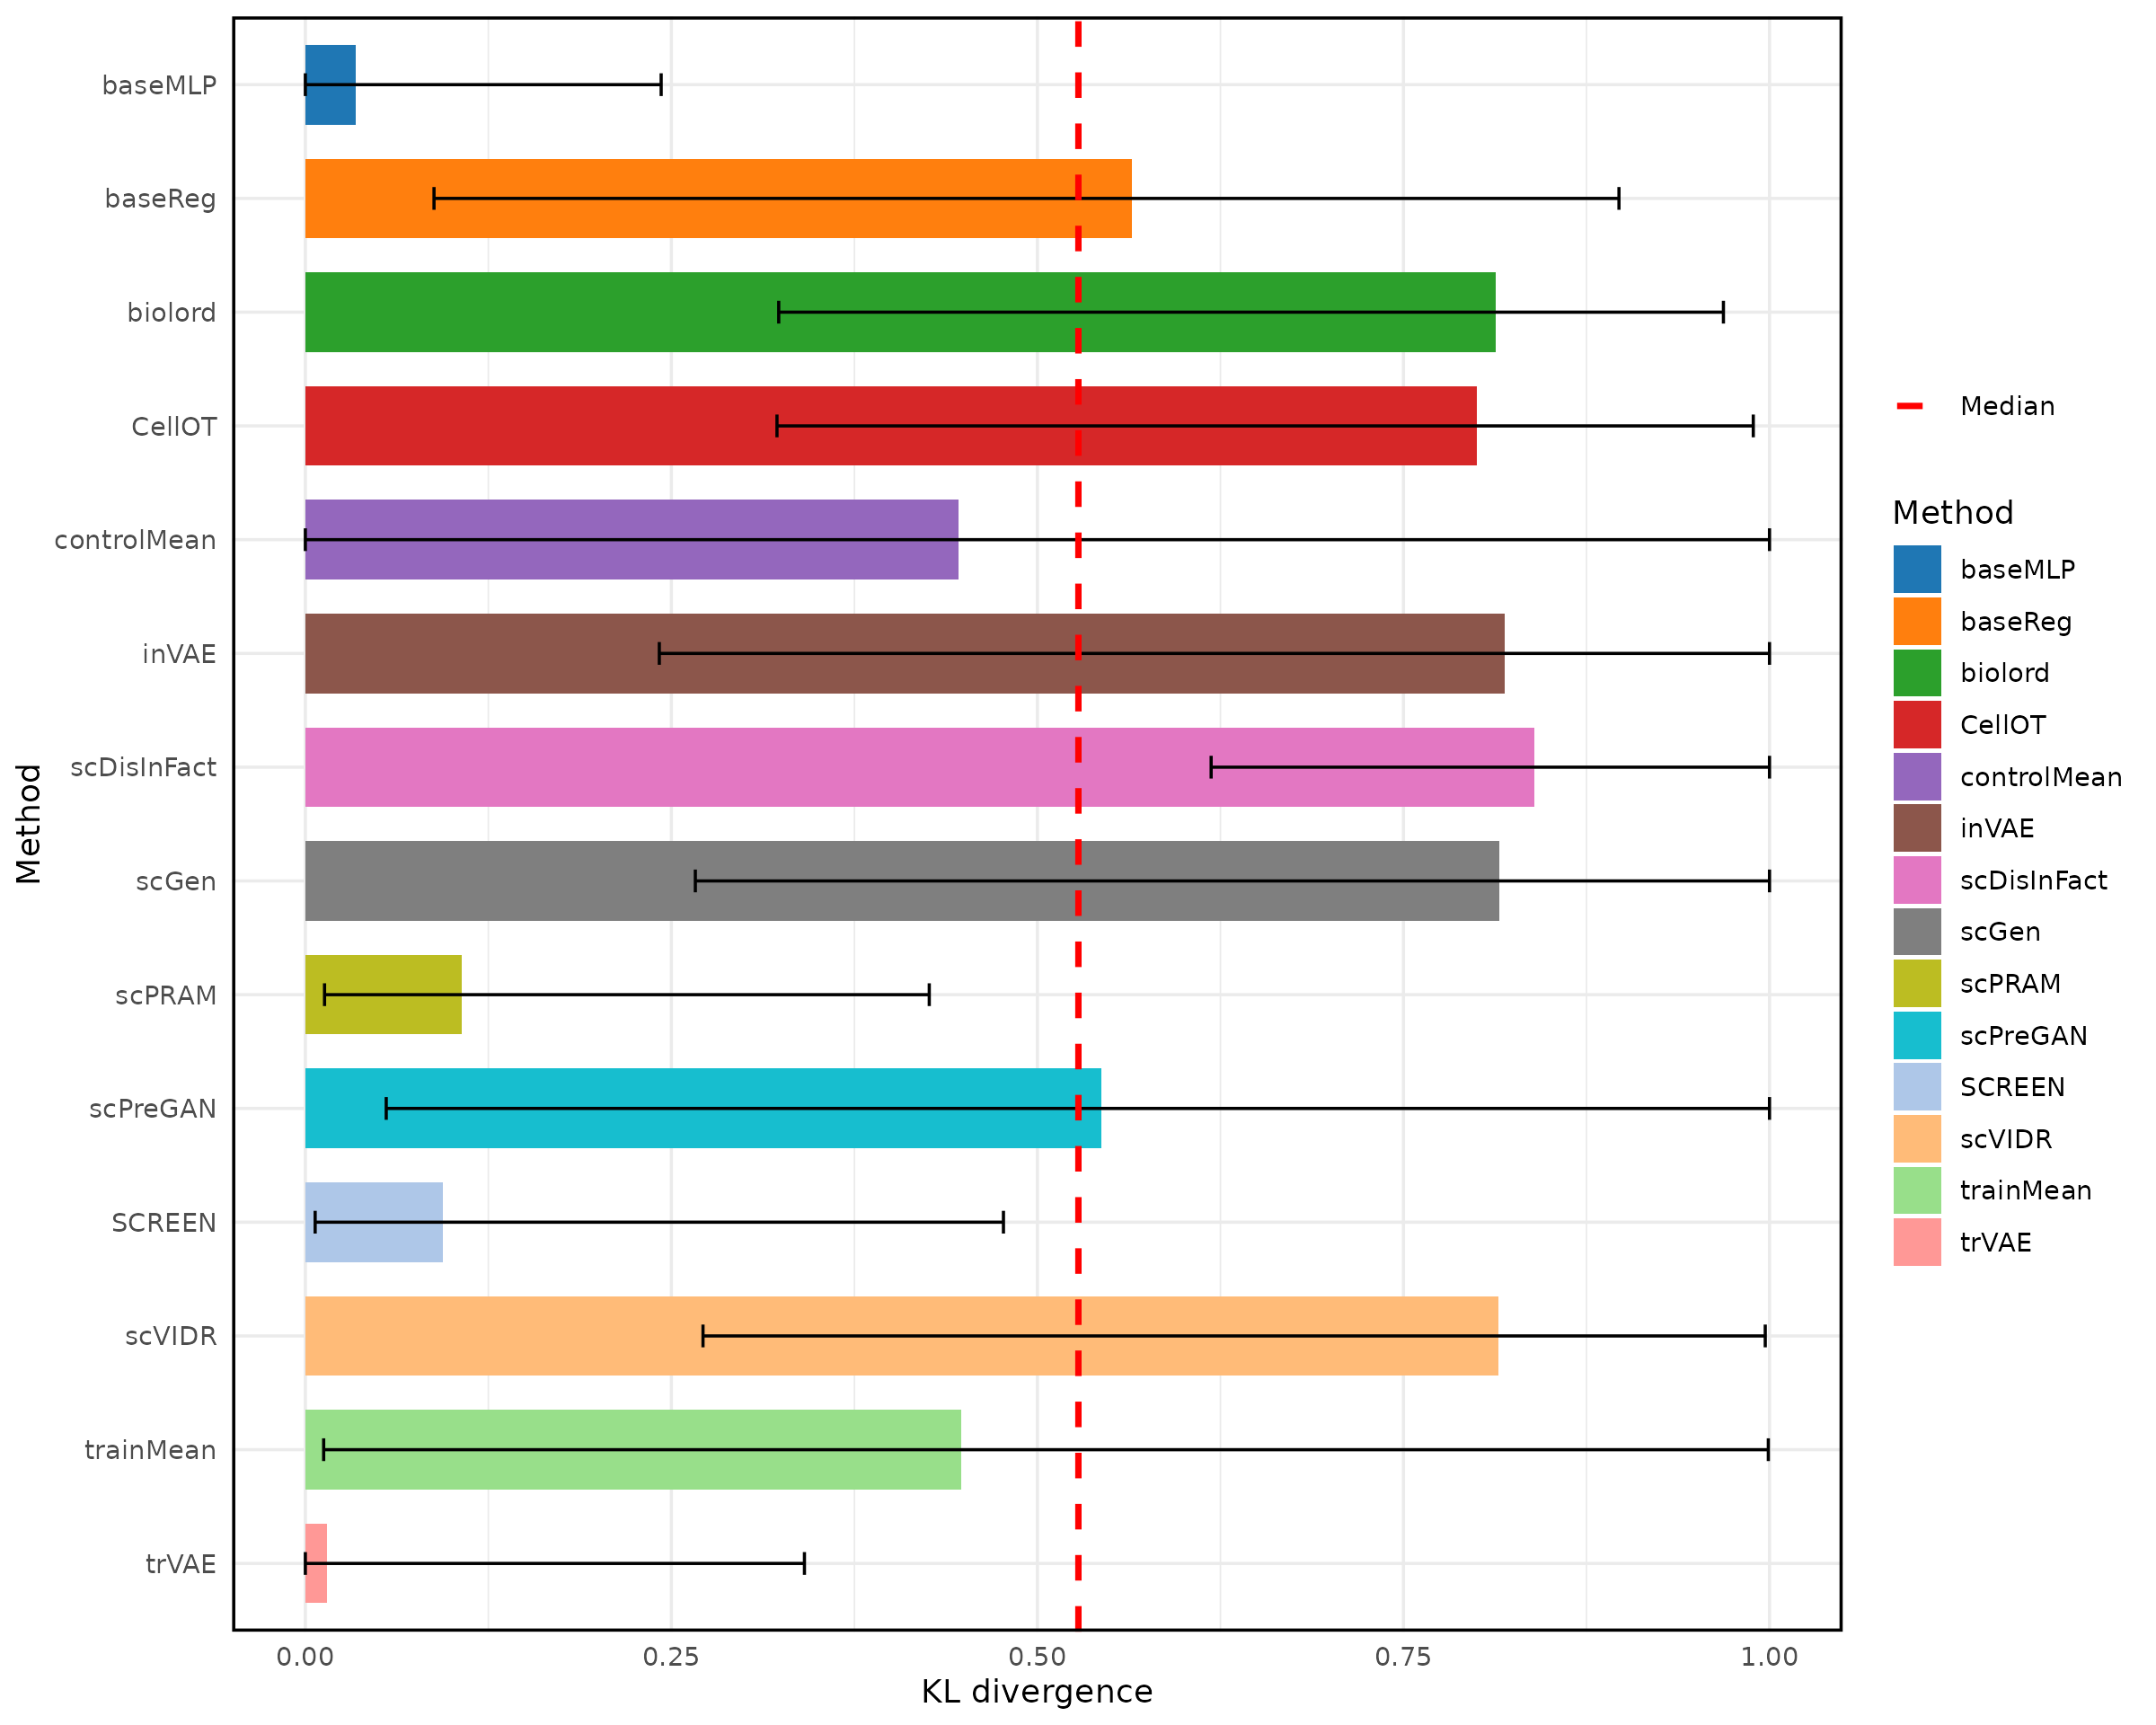 baseMLP
baseReg
biolord
CellOT
controlMean
inVAE
scDisInFact
scGen
scPRAM
scPreGAN
SCREEN
scVIDR
trainMean
trVAE
Method
0.00 0.25 0.50 0.75 1.00
KL divergence
Median
Method
baseMLP
baseReg
biolord
CellOT
controlMean
inVAE
scDisInFact
scGen
scPRAM
scPreGAN
SCREEN
scVIDR
trainMean
trVAE